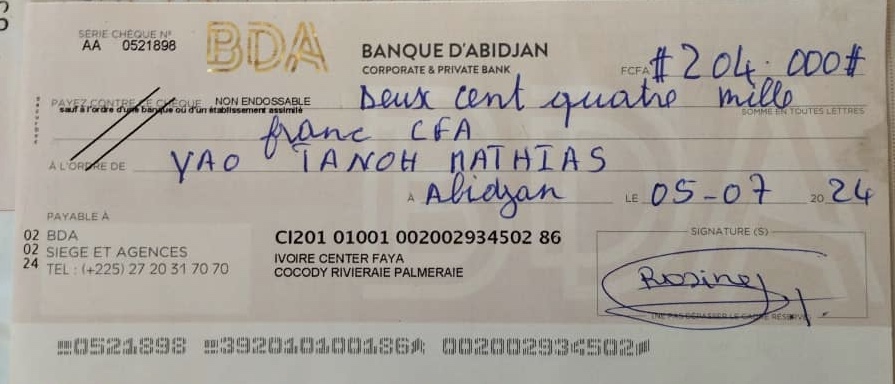 SÉRIE CHÈQUE N°
AA 0521898
BDA
BANQUE D'ABIDJAN
CORPORATE & PRIVATE BANK
FCFA #204.000#
PAYEZ CONTRE CE CHÈQUE NON ENDOSSABLE
sauf à l'ordre d'une banque ou d'un établissement assimilé
Deux cent quatre mille
SOMME EN TOUTES LETTRES
franc CFA
À L'ORDRE DE YAO TANOH MATHIAS
À Abidjan LE 05-07 2024
PAYABLE À
02 BDA
02 SIEGE ET AGENCES
24 TEL : (+225) 27 20 31 70 70
CI201 01001 002002934502 86
IVOIRE CENTER FAYA
COCODY RIVIERAIE PALMERAIE
SIGNATURE (S)
Rosine
(NE PAS DÉPASSER LE CADRE RÉSERVÉ)
0521898 392010100186 002002934502